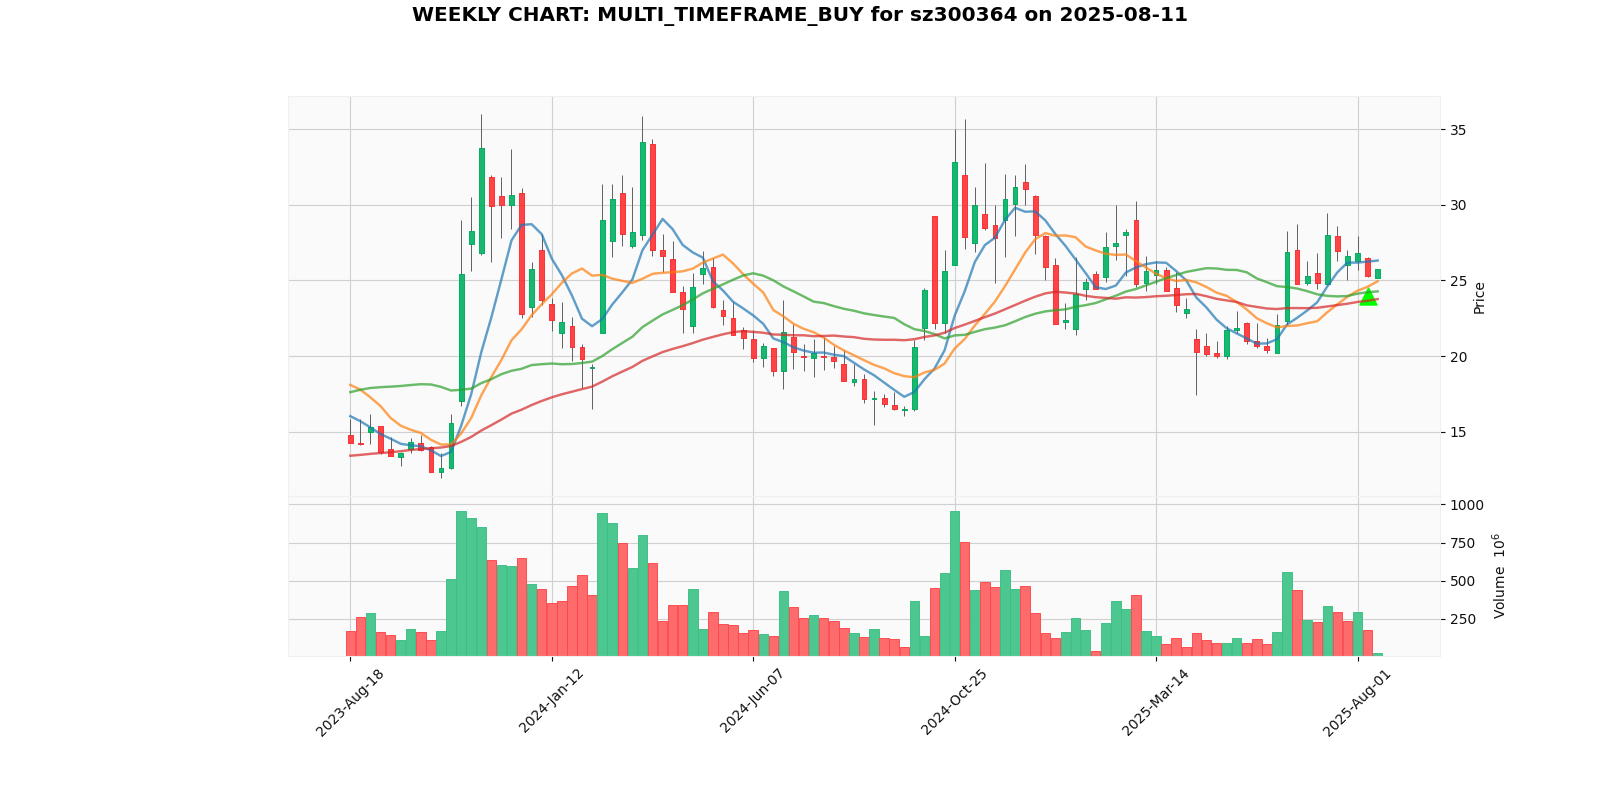 WEEKLY CHART: MULTI_TIMEFRAME_BUY for sz300364 on 2025-08-11
35
30
25
20
15
Price
1000
750
500
250
Volume 10⁶
2023-Aug-18
2024-Jan-12
2024-Jun-07
2024-Oct-25
2025-Mar-14
2025-Aug-01